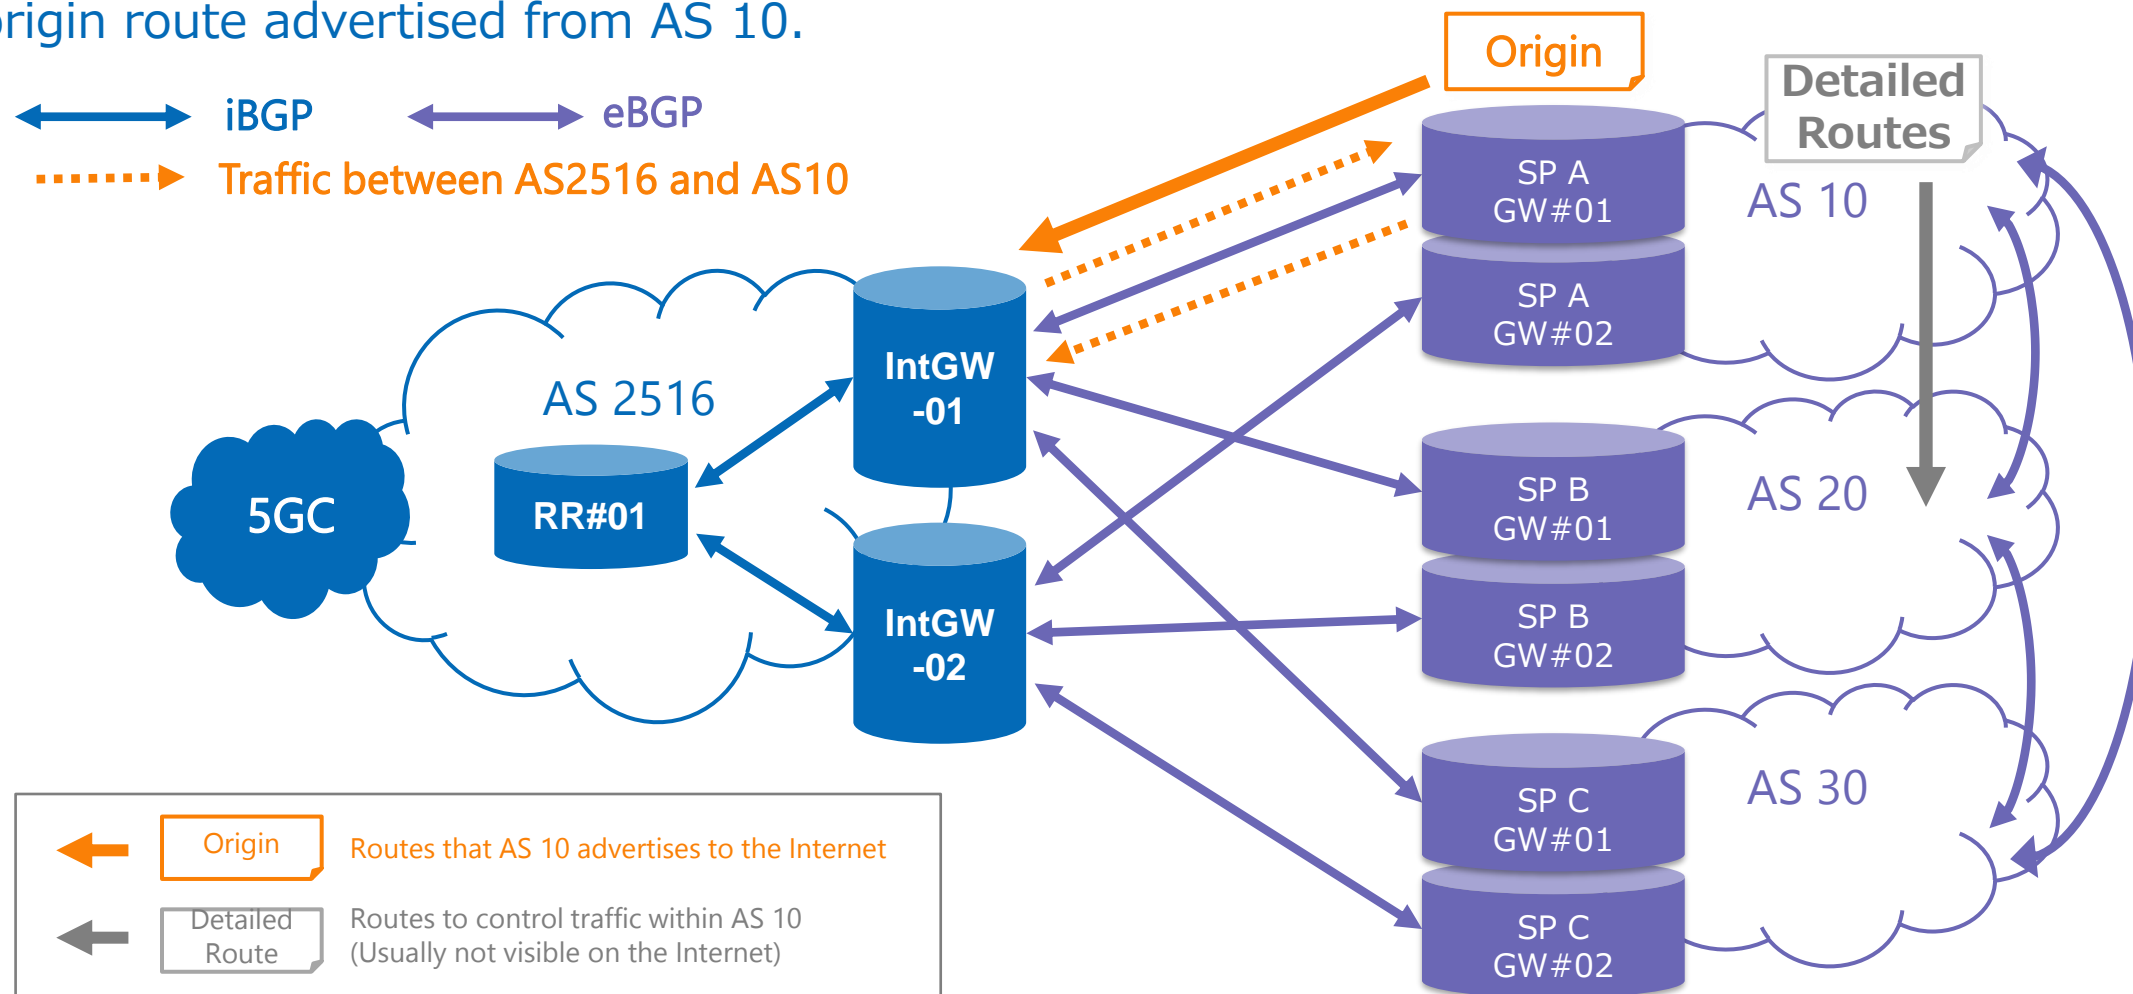 origin route advertised from AS 10.
iBGP
eBGP
Traffic between AS2516 and AS10
Origin
Detailed
Routes
SP A
GW#01
AS 10
SP A
GW#02
IntGW
-01
AS 2516
5GC
RR#01
SP B
GW#01
AS 20
SP B
GW#02
IntGW
-02
SP C
GW#01
AS 30
SP C
GW#02
Origin
Routes that AS 10 advertises to the Internet
Detailed
Route
Routes to control traffic within AS 10
(Usually not visible on the Internet)